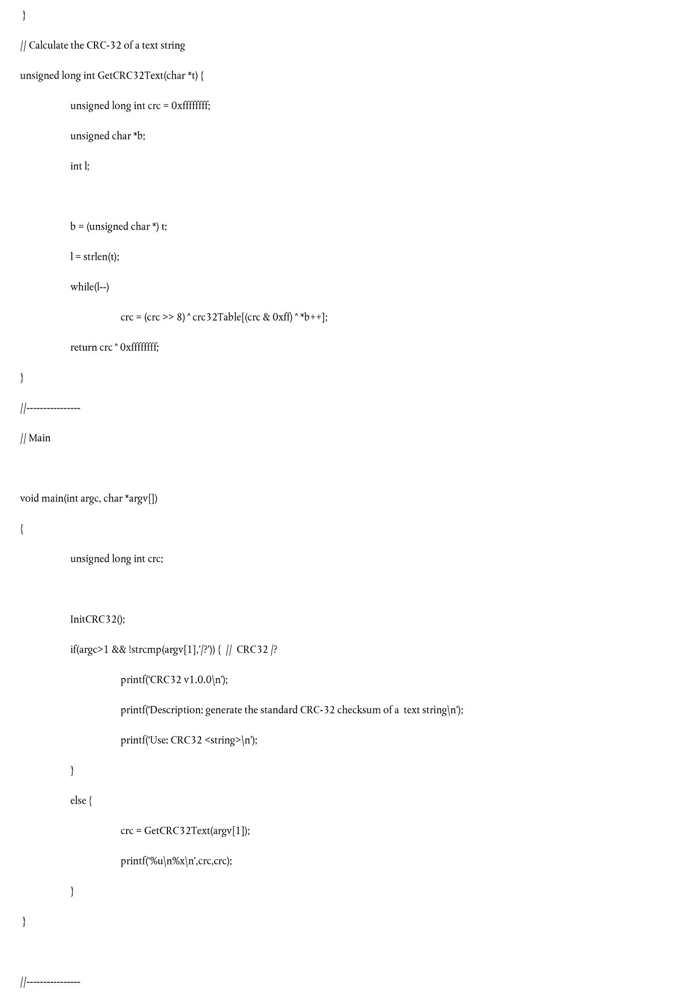 }
// Calculate the CRC-32 of a text string
unsigned long int GetCRC32Text(char *t) {
unsigned long int crc = 0xffffffff;
unsigned char *b;
int l;
b = (unsigned char *) t;
l = strlen(t);
while(l--)
crc = (crc >> 8) ^ crc32Table[(crc & 0xff) ^ *b++];
return crc ^ 0xffffffff;
}
//----------------
// Main
void main(int argc, char *argv[])
{
unsigned long int crc;
InitCRC32();
if(argc>1 && !strcmp(argv[1],’/?’)) {  //  CRC32 /?
printf(‘CRC32 v1.0.0\n’);
printf(‘Description: generate the standard CRC-32 checksum of a  text string\n’);
printf(‘Use: CRC32 <string>\n’);
}
else {
crc = GetCRC32Text(argv[1]);
printf(‘%u\n%x\n’,crc,crc);
}
}
//----------------